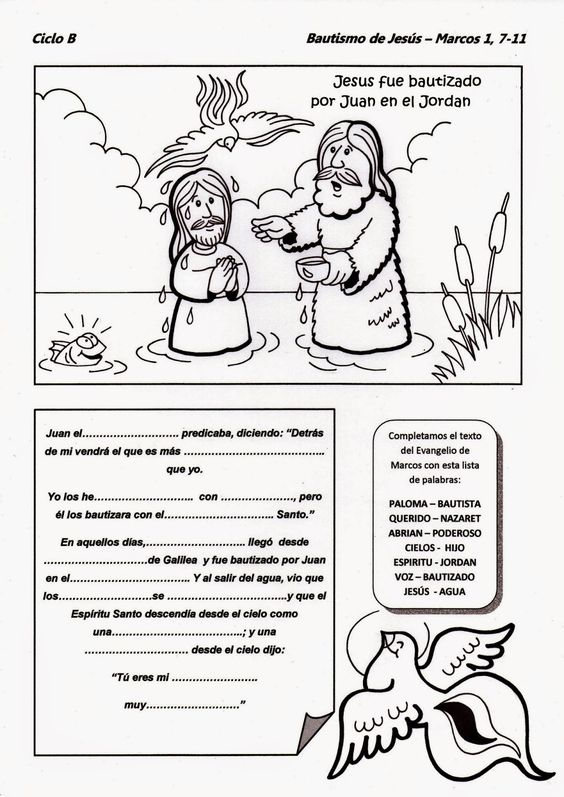 Ciclo B Bautismo de Jesús – Marcos 1, 7-11
Jesus fue bautizado
por Juan en el Jordan
Juan el………………………. predicaba, diciendo: “Detrás
de mi vendrá el que es más …………………………………..
que yo.
Yo los he……………………….. con …………………, pero
él los bautizara con el…………………………. Santo.”
En aquellos días,……………………….. llegó desde
…………………………de Galilea y fue bautizado por Juan
en el…………………………….. Y al salir del agua, vio que
los………………………se ……………………………..y que el
Espíritu Santo descendía desde el cielo como
una………………………………..; y una
………………………… desde el cielo dijo:
“Tú eres mi …………………….
muy………………………”
Completamos el texto
del Evangelio de
Marcos con esta lista
de palabras:
PALOMA – BAUTISTA
QUERIDO – NAZARET
ABRIAN – PODEROSO
CIELOS - HIJO
ESPIRITU - JORDAN
VOZ – BAUTIZADO
JESÚS - AGUA